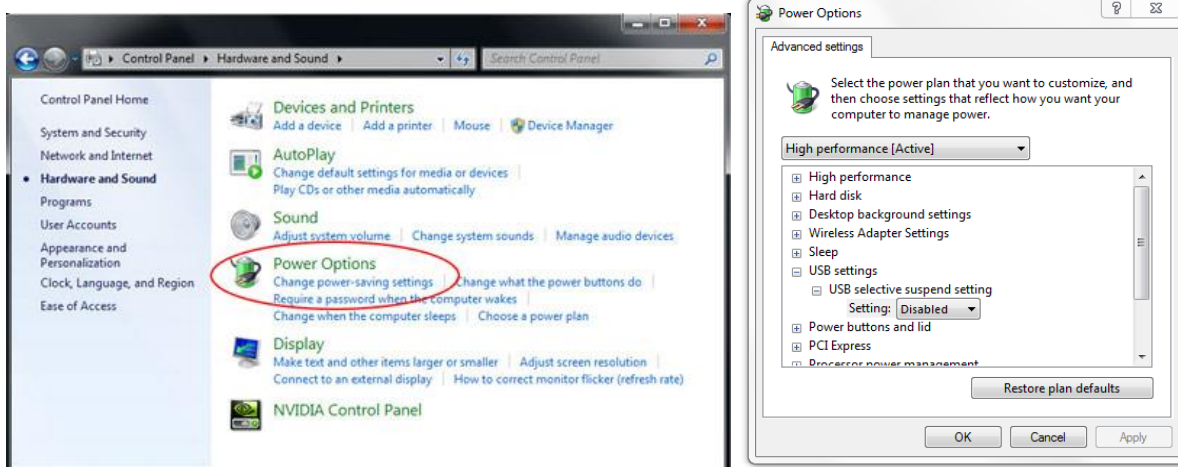 Control Panel ▸ Hardware and Sound ▸
Search Control Panel
Control Panel Home
System and Security
Network and Internet
Hardware and Sound
Programs
User Accounts
Appearance and
Personalization
Clock, Language, and Region
Ease of Access
Devices and Printers
Add a device | Add a printer | Mouse | Device Manager
AutoPlay
Change default settings for media or devices |
Play CDs or other media automatically
Sound
Adjust system volume | Change system sounds | Manage audio devices
Power Options
Change power-saving settings | Change what the power buttons do |
Require a password when the computer wakes |
Change when the computer sleeps | Choose a power plan
Display
Make text and other items larger or smaller | Adjust screen resolution |
Connect to an external display | How to correct monitor flicker (refresh rate)
NVIDIA Control Panel
Power Options
Advanced settings
Select the power plan that you want to customize, and
then choose settings that reflect how you want your
computer to manage power.
High performance [Active]
High performance
Hard disk
Desktop background settings
Wireless Adapter Settings
Sleep
USB settings
USB selective suspend setting
Setting: Disabled
Power buttons and lid
PCI Express
Processor power management
Restore plan defaults
OK
Cancel
Apply